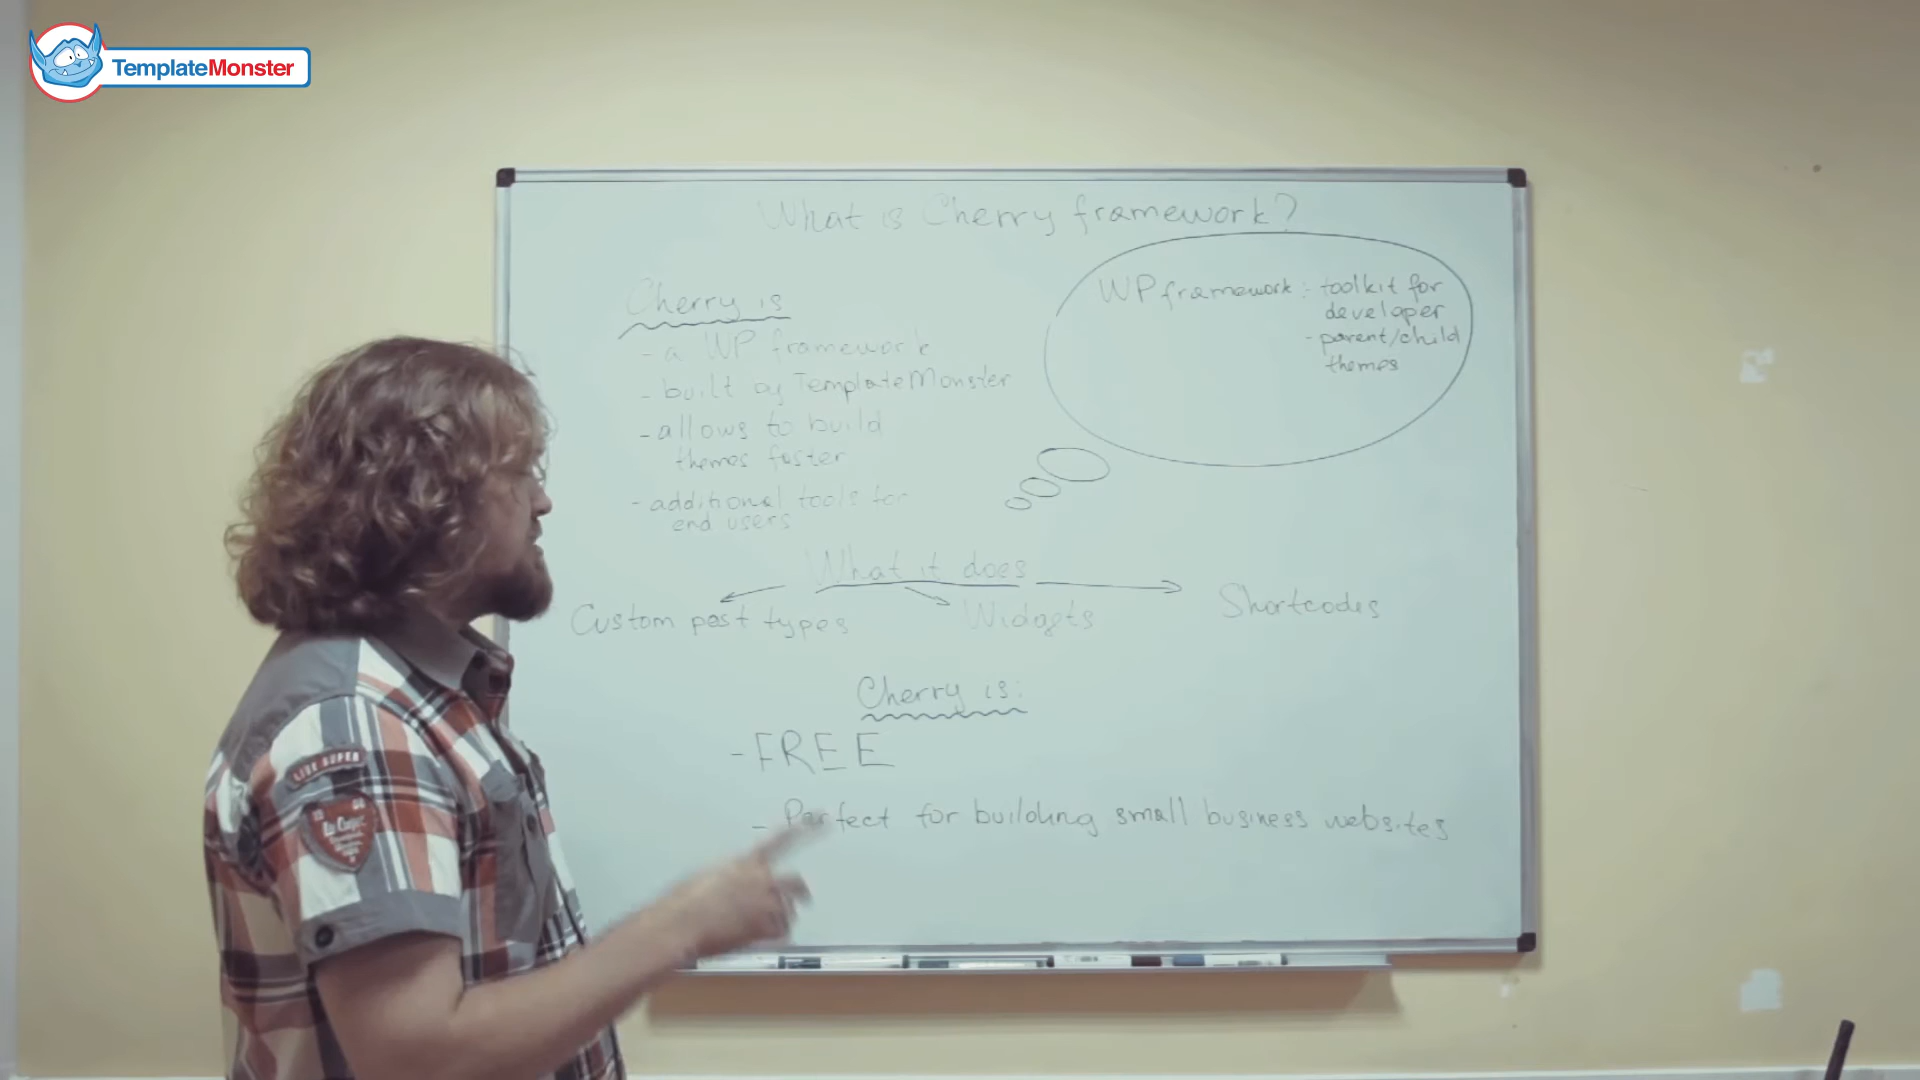 TemplateMonster
What is Cherry framework?
Cherry is
- a WP framework
- built by TemplateMonster
- allows to build
themes faster
- additional tools for
end users
WP framework: - toolkit for
developer
- parent/child
themes
What it does
Custom post types
Widgets
Shortcodes
Cherry is:
- FREE
- Perfect for building small business websites
LIVE SUPER